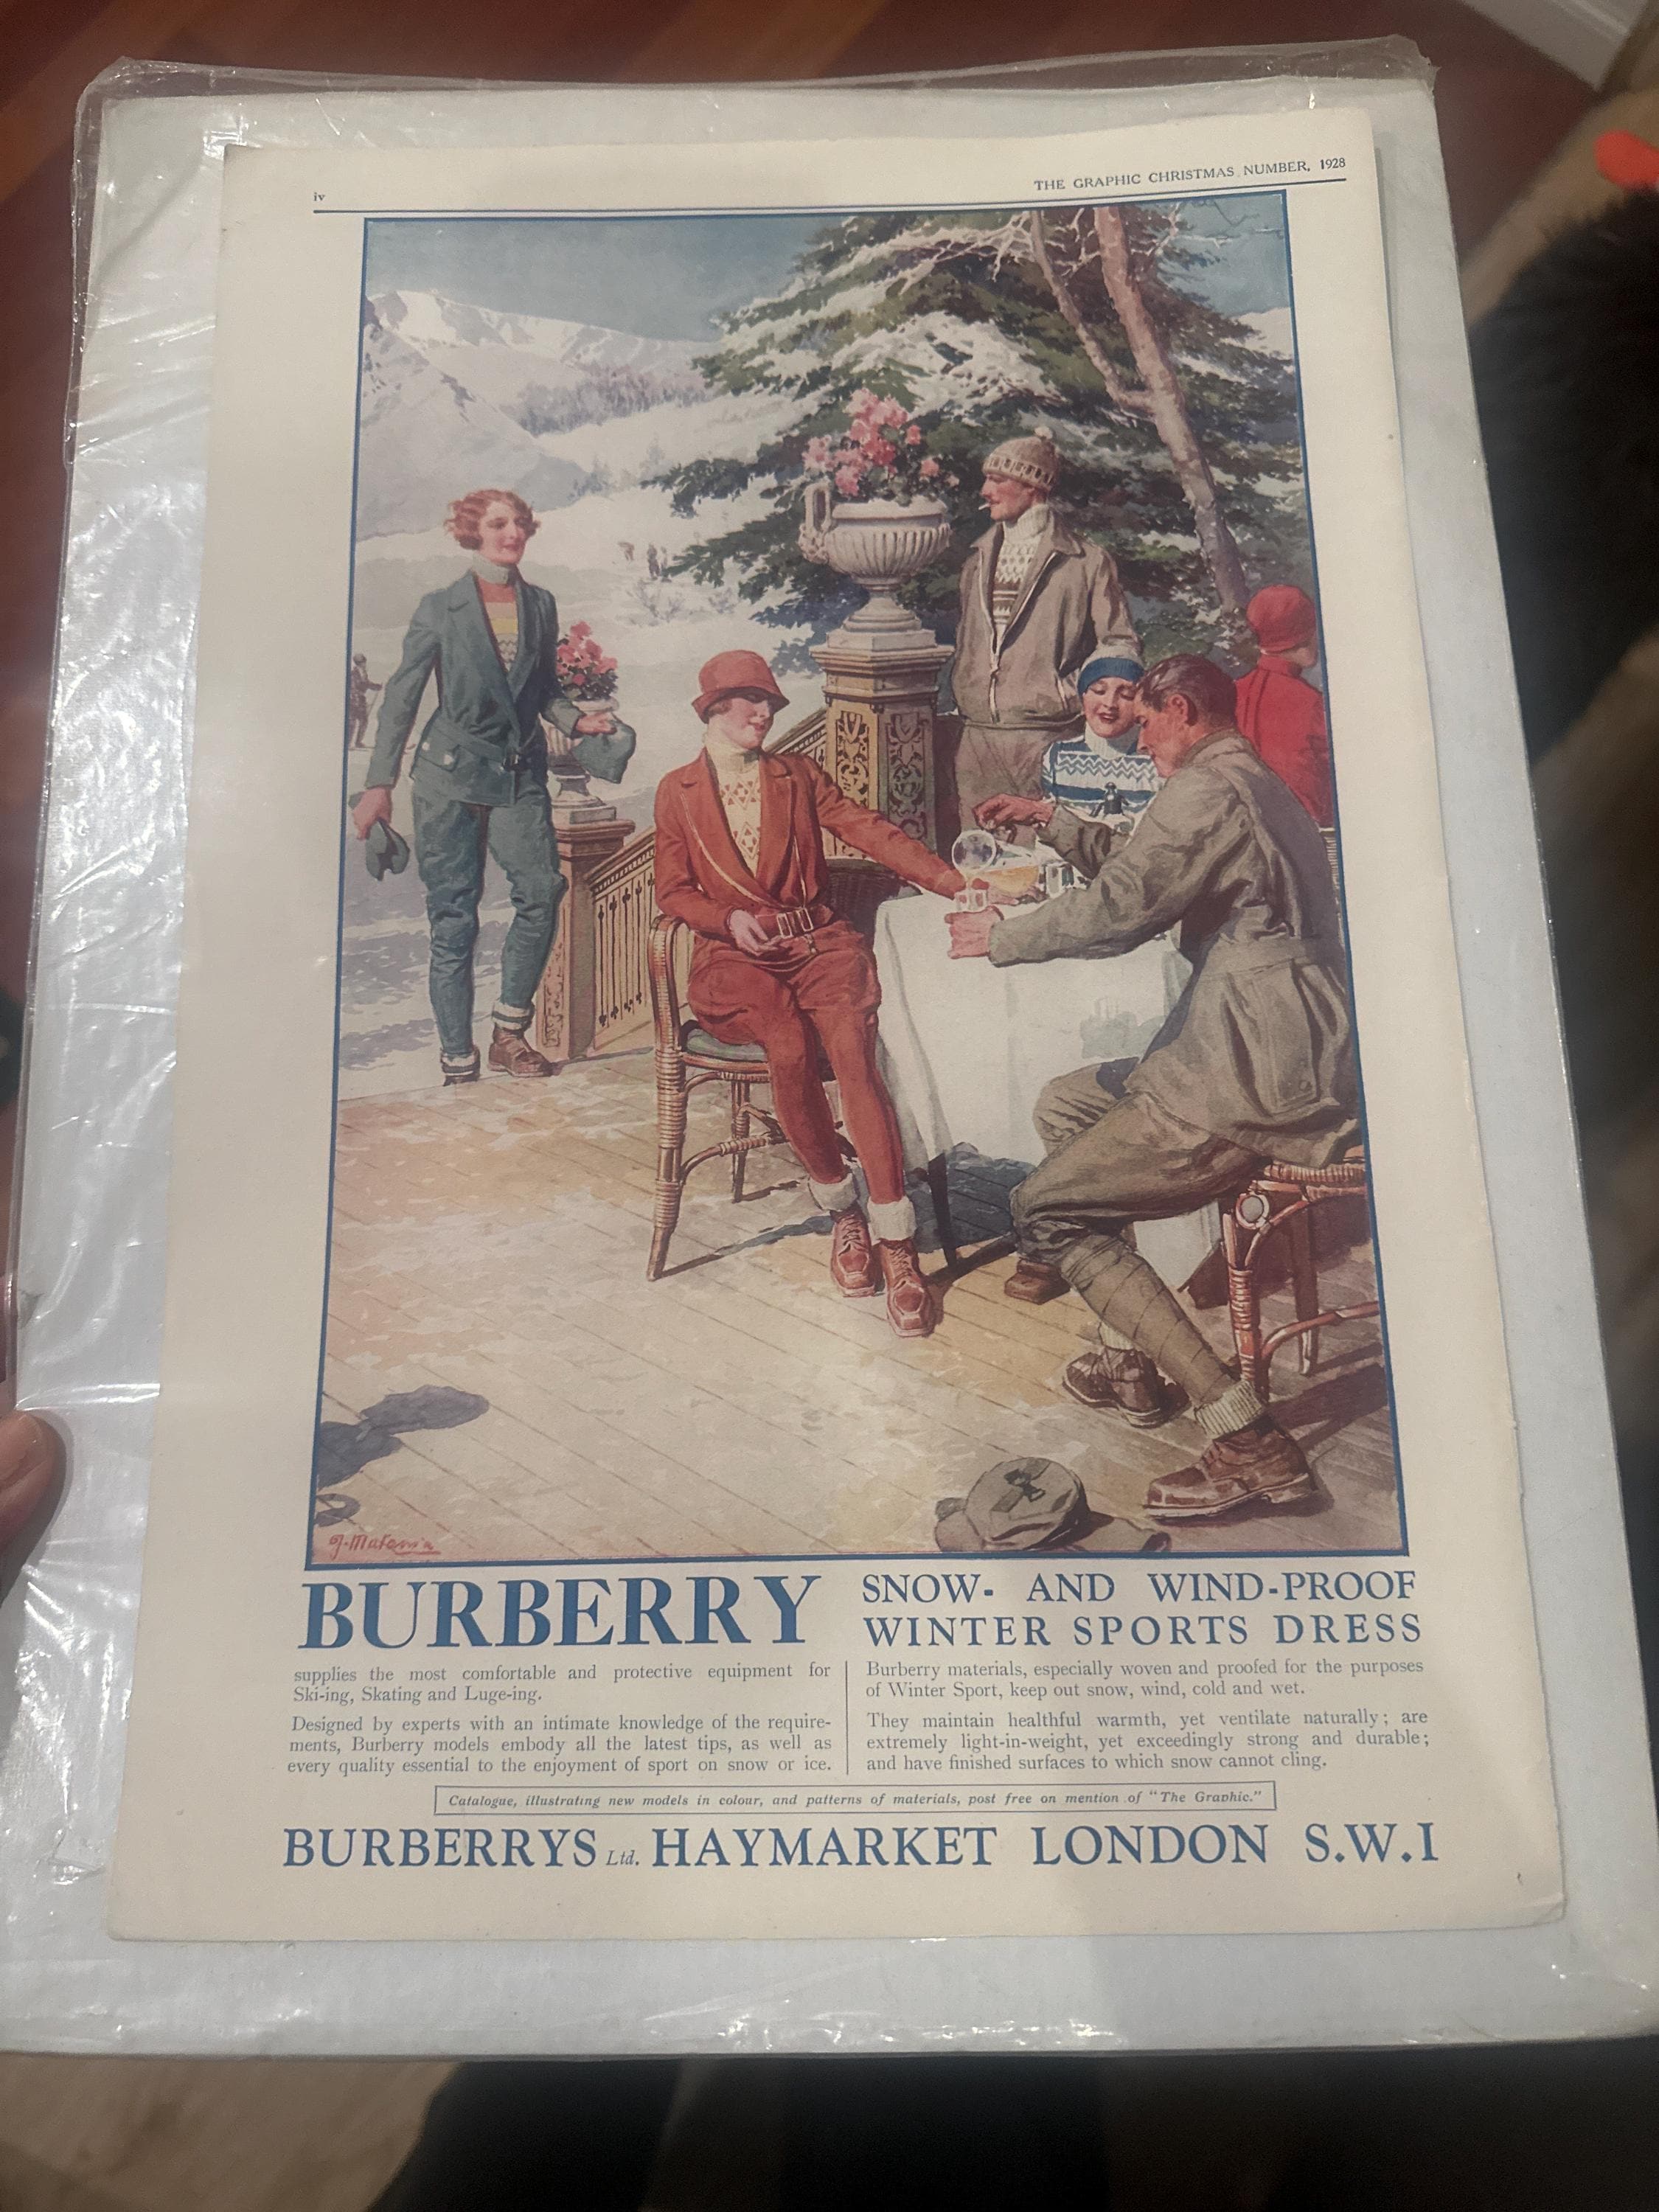 iv
THE GRAPHIC CHRISTMAS NUMBER, 1928
G. Matania
BURBERRY
supplies the most comfortable and protective equipment for
Ski-ing, Skating and Luge-ing.
Designed by experts with an intimate knowledge of the require-
ments, Burberry models embody all the latest tips, as well as
every quality essential to the enjoyment of sport on snow or ice.
SNOW- AND WIND-PROOF
WINTER SPORTS DRESS
Burberry materials, especially woven and proofed for the purposes
of Winter Sport, keep out snow, wind, cold and wet.
They maintain healthful warmth, yet ventilate naturally; are
extremely light-in-weight, yet exceedingly strong and durable;
and have finished surfaces to which snow cannot cling.
Catalogue, illustrating new models in colour, and patterns of materials, post free on mention of "The Graphic."
BURBERRYS Ltd. HAYMARKET LONDON S.W.1